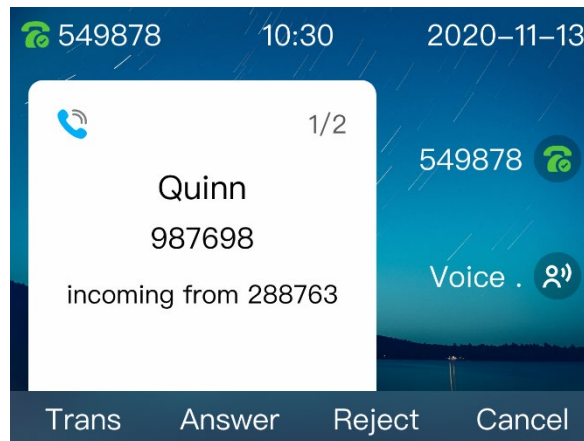 549878 10:30 2020-11-13
1/2
549878
Quinn
987698
Voice .
incoming from 288763
Trans Answer Reject Cancel